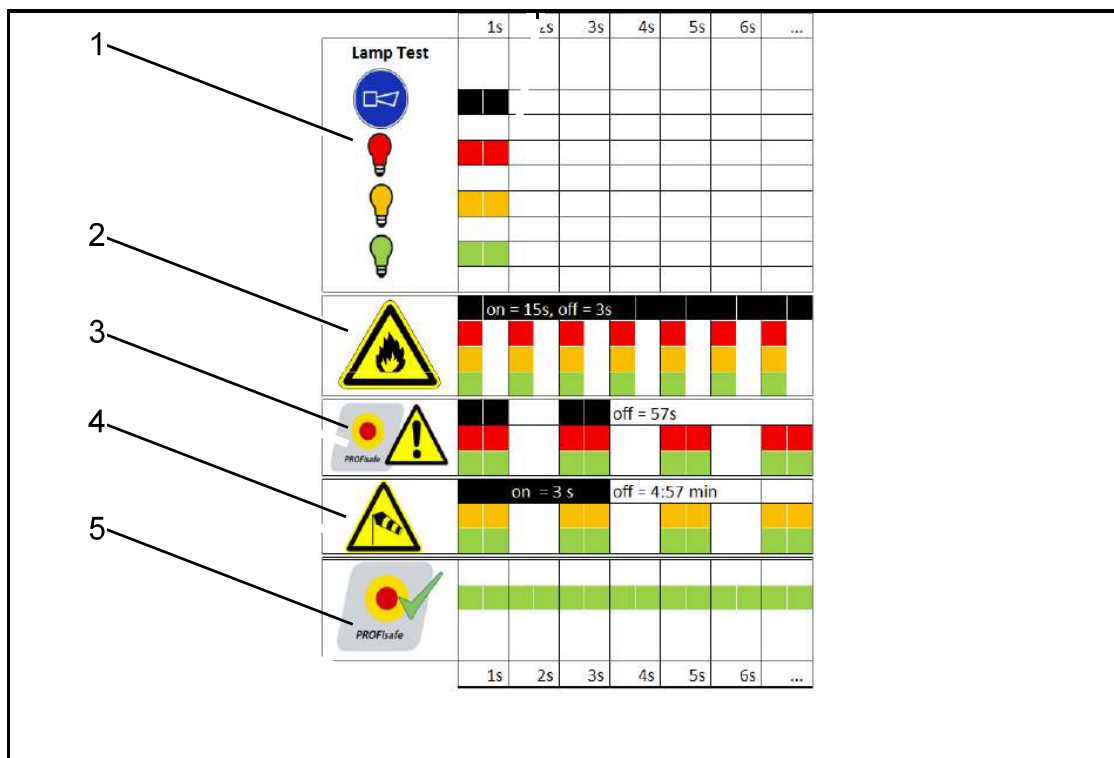 1s 2s 3s 4s 5s 6s ...
1
Lamp Test
2
on = 15s, off = 3s
3
off = 57s
PROFIsafe
4
on = 3 s off = 4:57 min
5
PROFIsafe
1s 2s 3s 4s 5s 6s ...